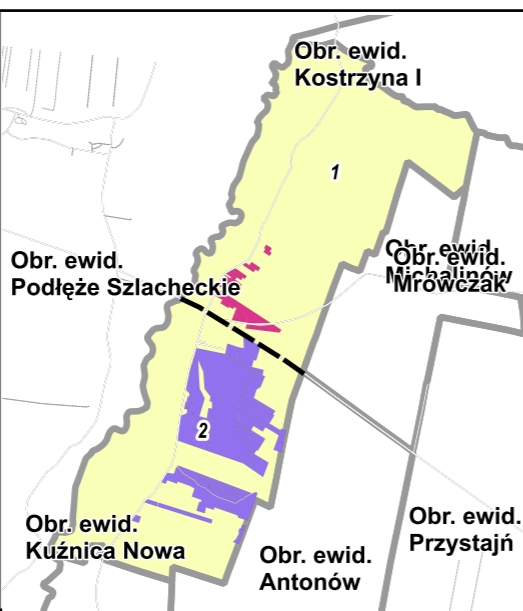 Obr. ewid.
Kostrzyna I
1
Obr. ewid.
Michalinów
Obr. ewid.
Mrówczak
Obr. ewid.
Podłęże Szlacheckie
2
Obr. ewid.
Kuźnica Nowa
Obr. ewid.
Przystajń
Obr. ewid.
Antonów